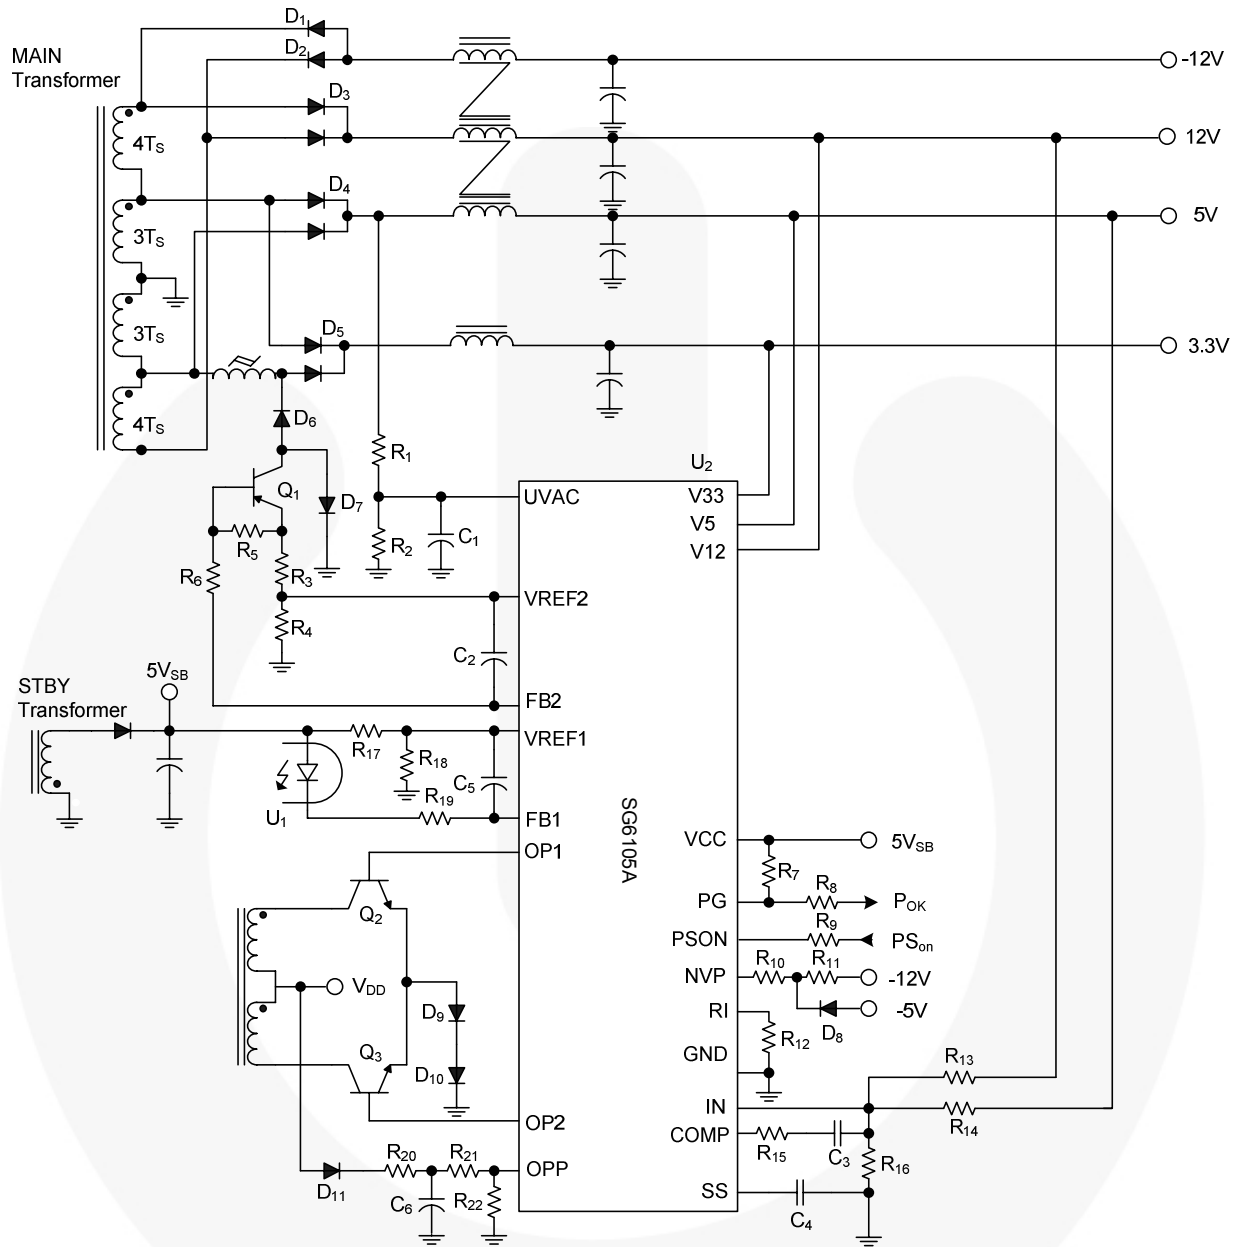 D1
MAIN
Transformer
D2
-12V
D3
12V
4TS
D4
5V
3TS
3TS
D5
3.3V
4TS
D6
R1
U2
Q1
D7
UVAC
V33
V5
R5
R2
C1
V12
R6
R3
VREF2
R4
C2
5VSB
STBY
Transformer
FB2
VREF1
R17
R18
C5
R19
U1
FB1
SG6105A
OP1
VCC
5VSB
R7
Q2
PG
R8
POK
R9
PSON
PSon
VDD
NVP
R10
R11
-12V
D9
RI
D8
-5V
Q3
R12
D10
GND
R13
IN
OP2
COMP
R14
R15
C3
R16
R20
R21
OPP
D11
C6
R22
SS
C4